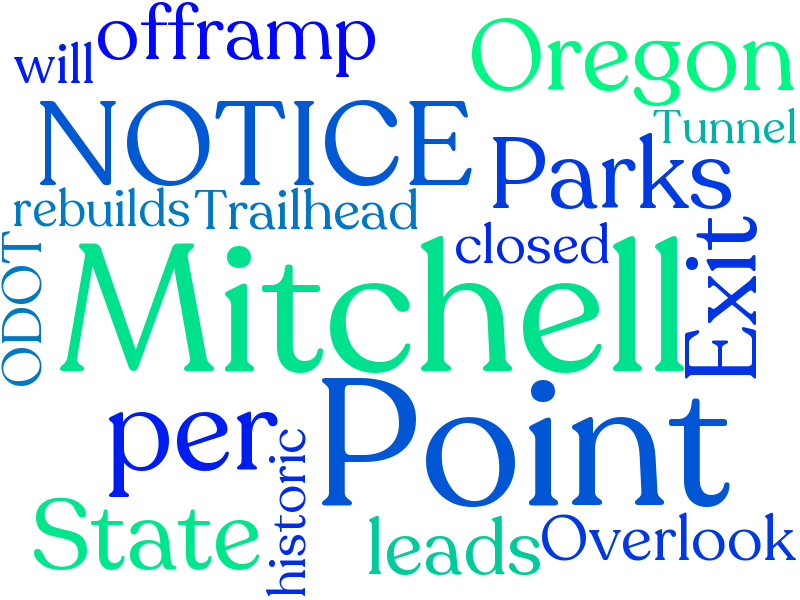 will
offramp
Oregon
NOTICE
Tunnel
Parks
rebuilds
Trailhead
closed
ODOT
Mitchell
Exit
per
Point
historic
State
leads
Overlook